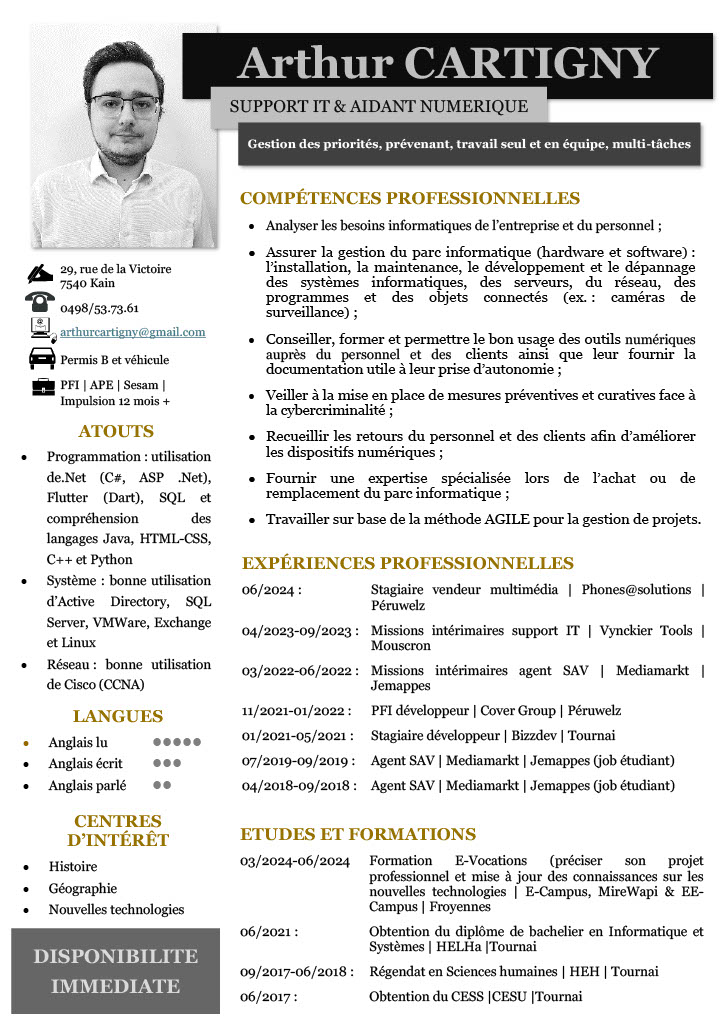 Arthur CARTIGNY
SUPPORT IT & AIDANT NUMERIQUE
Gestion des priorités, prévenant, travail seul et en équipe, multi-tâches
29, rue de la Victoire
7540 Kain
0498/53.73.61
arthurcartigny@gmail.com
Permis B et véhicule
PFI | APE | Sesam |
Impulsion 12 mois +
ATOUTS
• Programmation : utilisation
de.Net (C#, ASP .Net),
Flutter (Dart), SQL et
compréhension des
langages Java, HTML-CSS,
C++ et Python
• Système : bonne utilisation
d’Active Directory, SQL
Server, VMWare, Exchange
et Linux
• Réseau : bonne utilisation
de Cisco (CCNA)
LANGUES
• Anglais lu
• Anglais écrit
• Anglais parlé
CENTRES
D’INTÉRÊT
• Histoire
• Géographie
• Nouvelles technologies
DISPONIBILITE
IMMEDIATE
COMPÉTENCES PROFESSIONNELLES
• Analyser les besoins informatiques de l’entreprise et du personnel ;
• Assurer la gestion du parc informatique (hardware et software) :
l’installation, la maintenance, le développement et le dépannage
des systèmes informatiques, des serveurs, du réseau, des
programmes et des objets connectés (ex. : caméras de
surveillance) ;
• Conseiller, former et permettre le bon usage des outils numériques
auprès du personnel et des clients ainsi que leur fournir la
documentation utile à leur prise d’autonomie ;
• Veiller à la mise en place de mesures préventives et curatives face à
la cybercriminalité ;
• Recueillir les retours du personnel et des clients afin d’améliorer
les dispositifs numériques ;
• Fournir une expertise spécialisée lors de l’achat ou de
remplacement du parc informatique ;
• Travailler sur base de la méthode AGILE pour la gestion de projets.
EXPÉRIENCES PROFESSIONNELLES
06/2024 : Stagiaire vendeur multimédia | Phones@solutions |
Péruwelz
04/2023-09/2023 : Missions intérimaires support IT | Vynckier Tools |
Mouscron
03/2022-06/2022 : Missions intérimaires agent SAV | Mediamarkt |
Jemappes
11/2021-01/2022 : PFI développeur | Cover Group | Péruwelz
01/2021-05/2021 : Stagiaire développeur | Bizzdev | Tournai
07/2019-09/2019 : Agent SAV | Mediamarkt | Jemappes (job étudiant)
04/2018-09/2018 : Agent SAV | Mediamarkt | Jemappes (job étudiant)
ETUDES ET FORMATIONS
03/2024-06/2024 Formation E-Vocations (préciser son projet
professionnel et mise à jour des connaissances sur les
nouvelles technologies | E-Campus, MireWapi & EE-
Campus | Froyennes
06/2021 : Obtention du diplôme de bachelier en Informatique et
Systèmes | HELHa |Tournai
09/2017-06/2018 : Régendat en Sciences humaines | HEH | Tournai
06/2017 : Obtention du CESS |CESU |Tournai